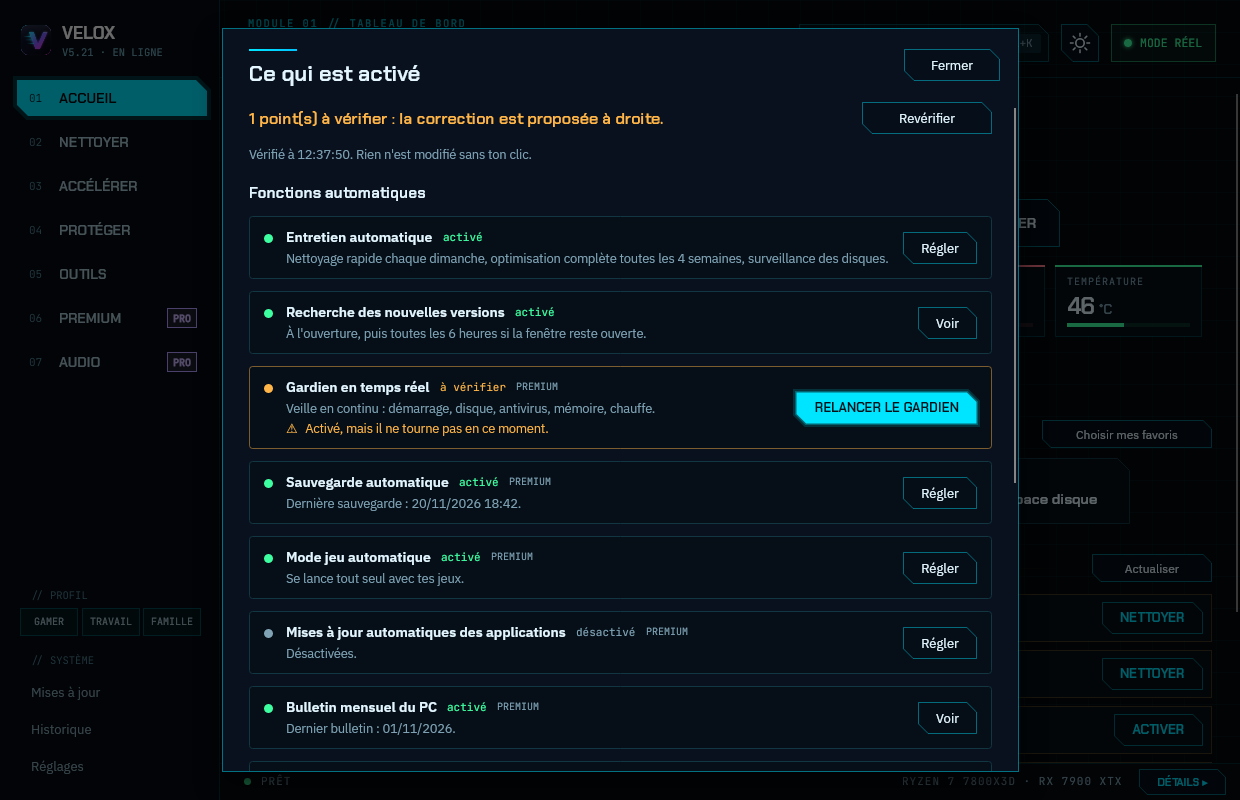 VELOX
V5.21 · EN LIGNE
01 ACCUEIL
02 NETTOYER
03 ACCÉLÉRER
04 PROTÉGER
05 OUTILS
06 PREMIUM PRO
07 AUDIO PRO
// PROFIL
GAMER TRAVAIL FAMILLE
// SYSTÈME
Mises à jour
Historique
Réglages
MODULE 01 // TABLEAU DE BORD
+K
MODE RÉEL
Ce qui est activé
Fermer
1 point(s) à vérifier : la correction est proposée à droite.
Revérifier
Vérifié à 12:37:50. Rien n'est modifié sans ton clic.
Fonctions automatiques
Entretien automatique activé
Nettoyage rapide chaque dimanche, optimisation complète toutes les 4 semaines, surveillance des disques.
Régler
Recherche des nouvelles versions activé
À l'ouverture, puis toutes les 6 heures si la fenêtre reste ouverte.
Voir
Gardien en temps réel à vérifier PREMIUM
Veille en continu : démarrage, disque, antivirus, mémoire, chauffe.
⚠ Activé, mais il ne tourne pas en ce moment.
RELANCER LE GARDIEN
Sauvegarde automatique activé PREMIUM
Dernière sauvegarde : 20/11/2026 18:42.
Régler
Mode jeu automatique activé PREMIUM
Se lance tout seul avec tes jeux.
Régler
Mises à jour automatiques des applications désactivé PREMIUM
Désactivées.
Régler
Bulletin mensuel du PC activé PREMIUM
Dernier bulletin : 01/11/2026.
Voir
ER
TEMPÉRATURE
46 °C
Choisir mes favoris
pace disque
Actualiser
NETTOYER
NETTOYER
ACTIVER
PRÊT
RYZEN 7 7800X3D · RX 7900 XTX
DÉTAILS ▸